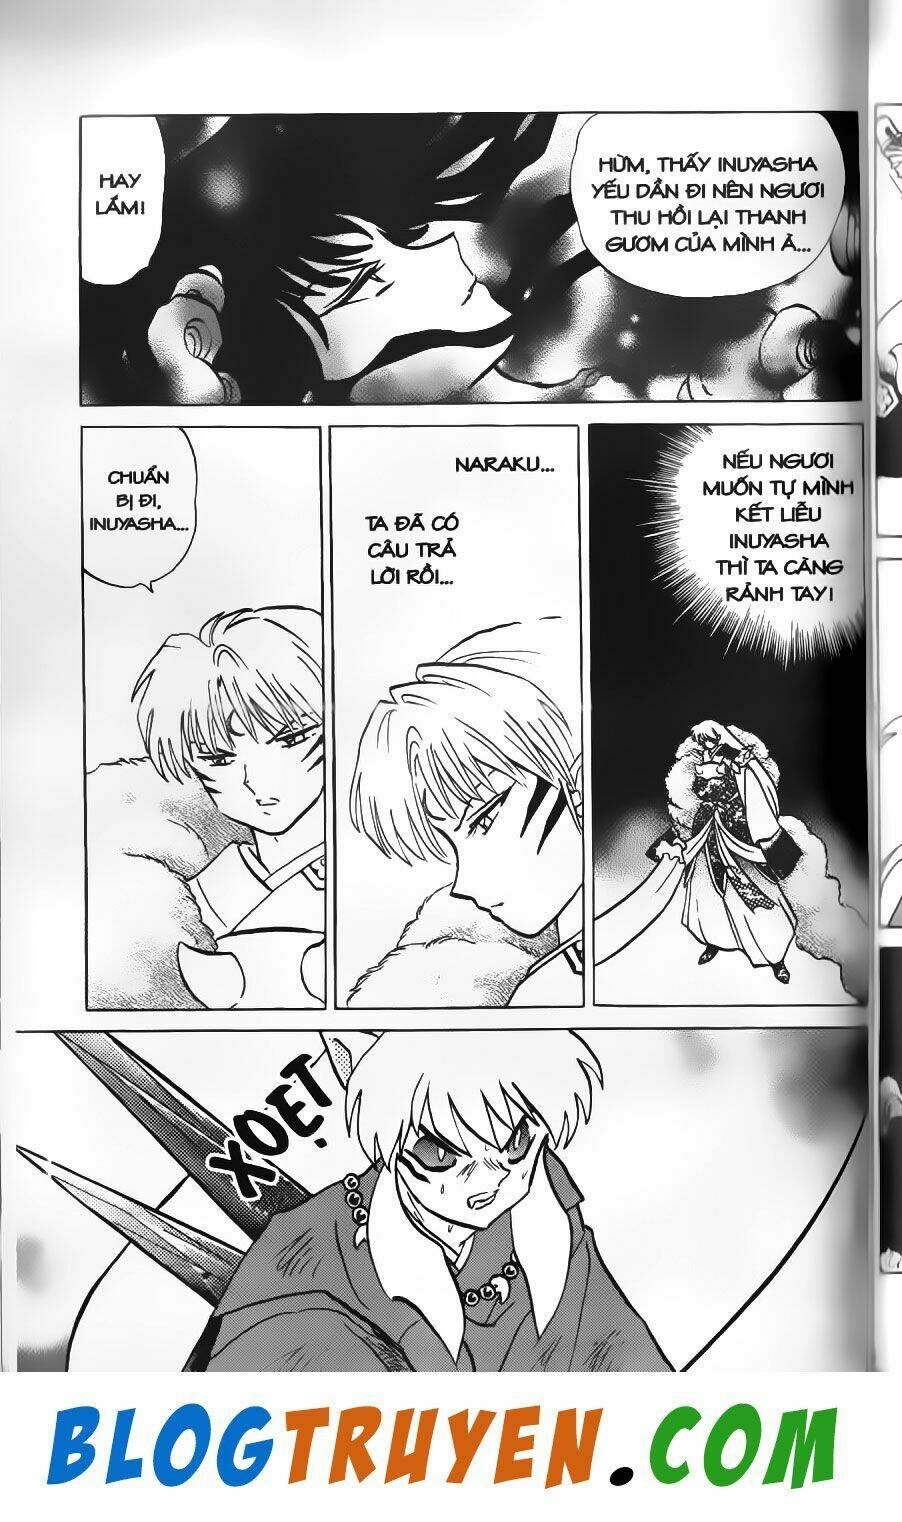 HỪM, THẤY INUYASHA
YẾU DẦN ĐI NÊN NGƯƠI
THU HỒI LẠI THANH
GƯƠM CỦA MÌNH À...
HAY
LẮM!
NẾU NGƯƠI
MUỐN TỰ MÌNH
KẾT LIỄU
INUYASHA
THÌ TA CÀNG
RẢNH TAY!
NARAKU...
TA ĐÃ CÓ
CÂU TRẢ
LỜI RỒI...
CHUẨN
BỊ ĐI,
INUYASHA...
XOẸT
BLOGTRUYEN.COM